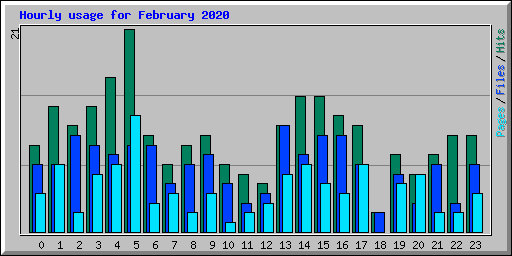 Hourly usage for February 2020
21
Pages/Files/Hits
0 1 2 3 4 5 6 7 8 9 10 11 12 13 14 15 16 17 18 19 20 21 22 23